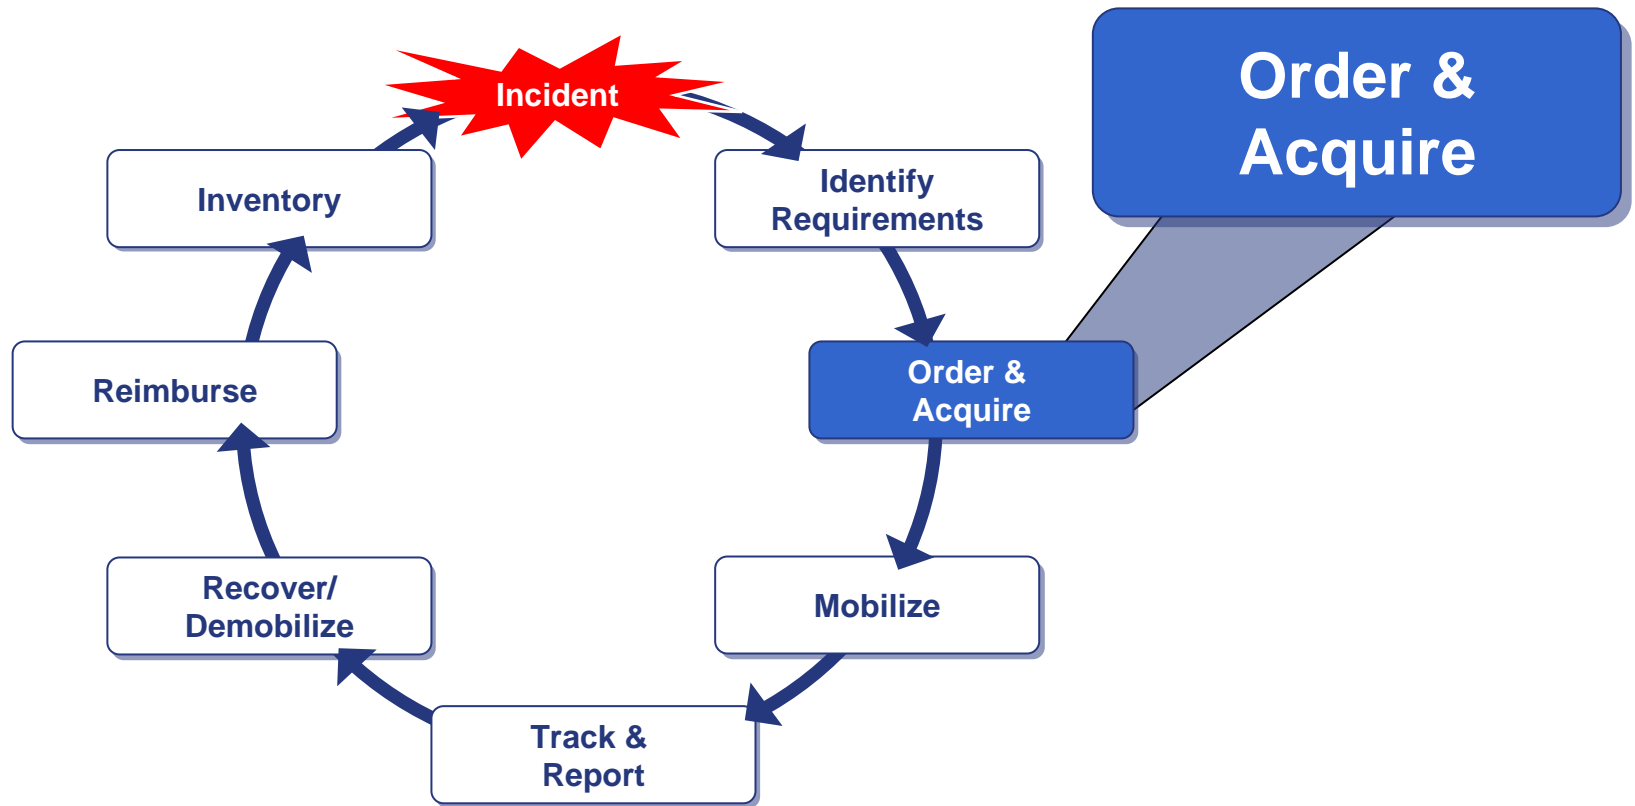 Incident
Order &
Acquire
Identify
Requirements
Inventory
Order &
Acquire
Reimburse
Mobilize
Recover/
Demobilize
Track &
Report